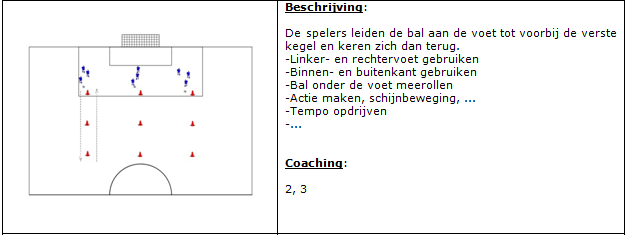 Beschrijving:
De spelers leiden de bal aan de voet tot voorbij de verste
kegel en keren zich dan terug.
-Linker- en rechtervoet gebruiken
-Binnen- en buitenkant gebruiken
-Bal onder de voet meerollen
-Actie maken, schijnbeweging, ...
-Tempo opdrijven
-...
Coaching:
2, 3